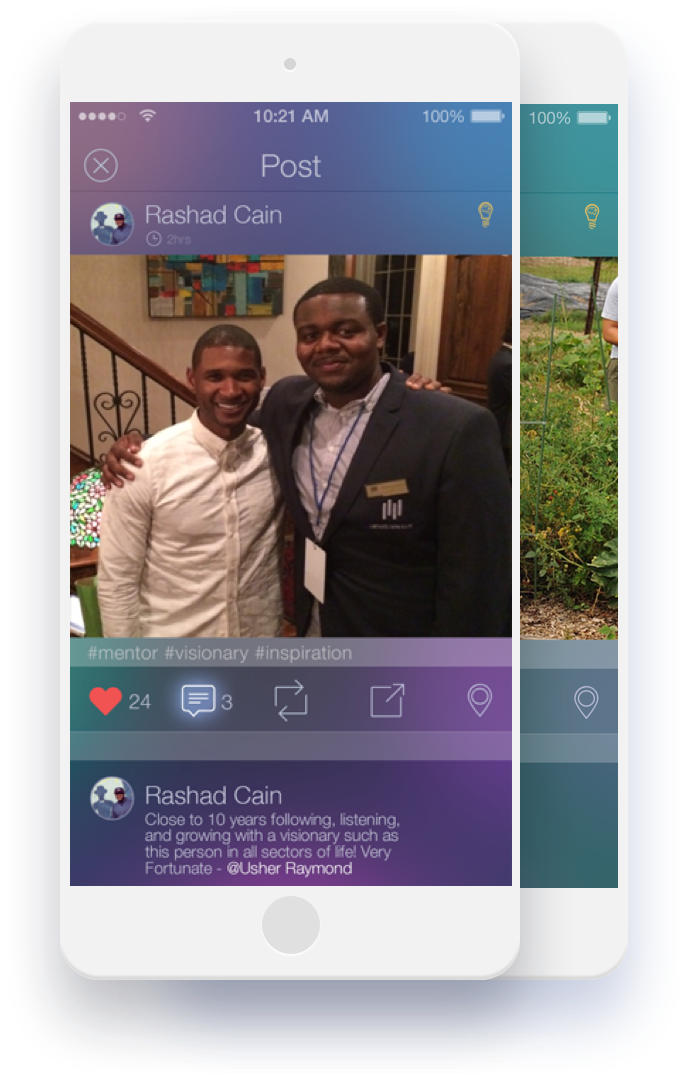 10:21 AM 100%
100%
Post
Rashad Cain
2hrs
#mentor #visionary #inspiration
24 3
Rashad Cain
Close to 10 years following, listening,
and growing with a visionary such as
this person in all sectors of life! Very
Fortunate - @Usher Raymond